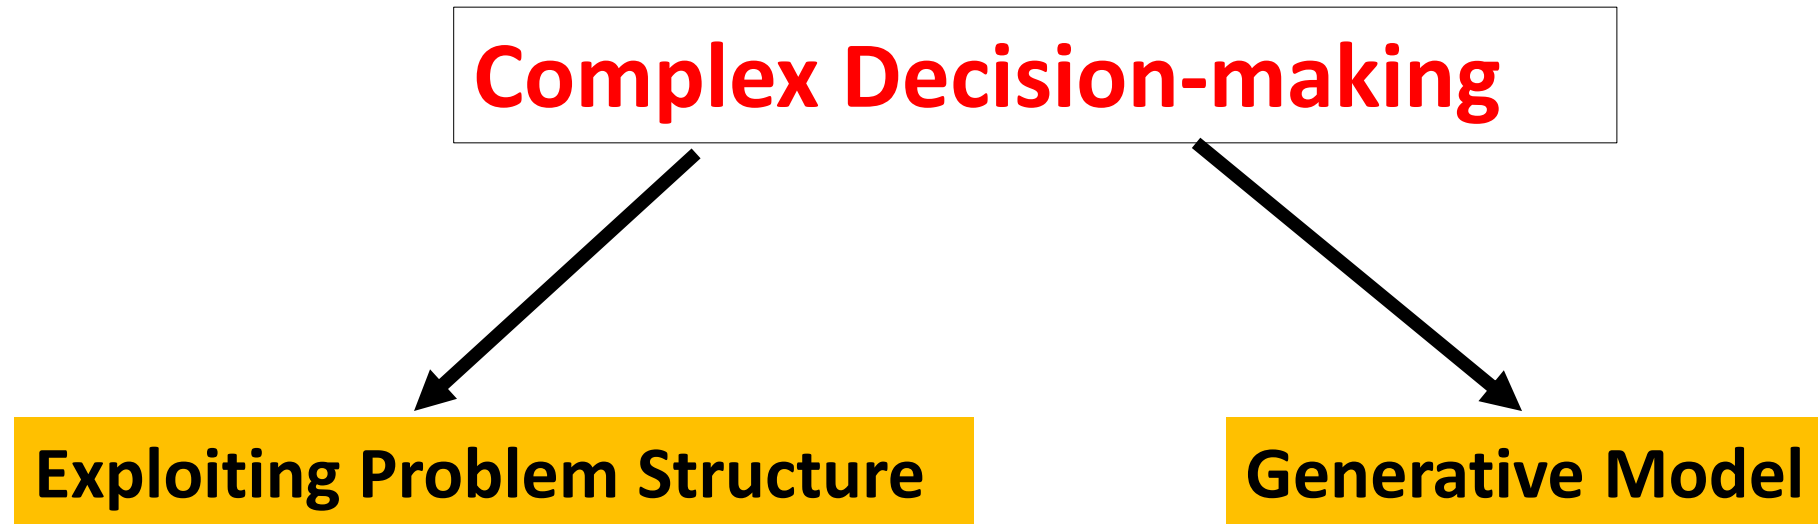 Complex Decision-making
Exploiting Problem Structure
Generative Model